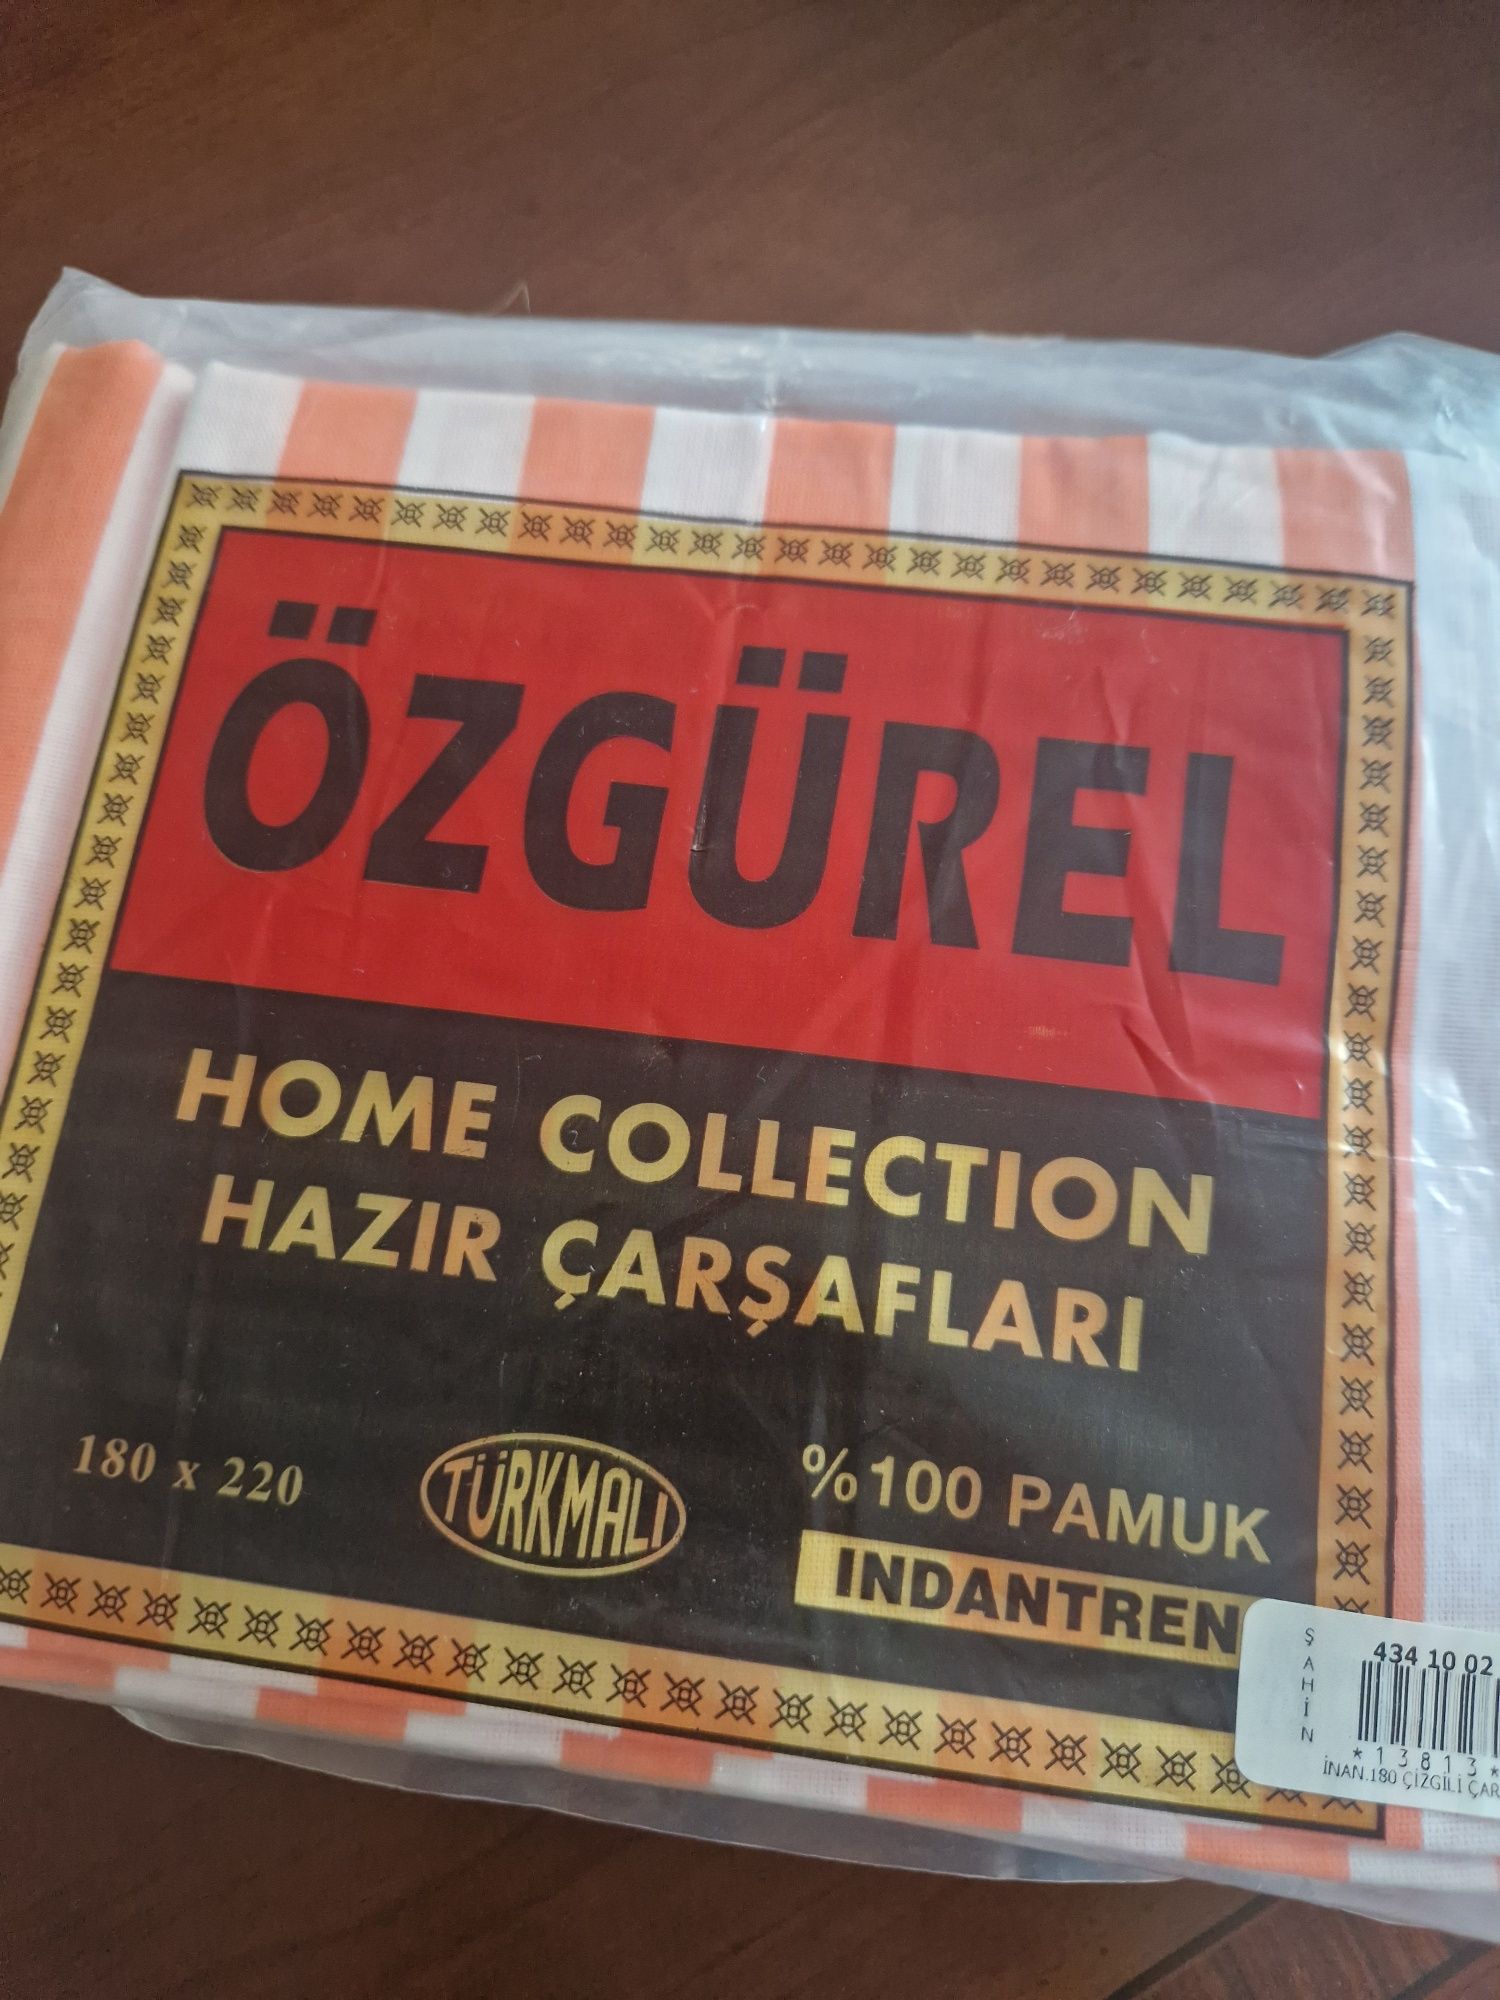 ÖZGÜREL
HOME COLLECTION
HAZIR ÇARŞAFLARI
180 x 220
TÜRKMALI
%100 PAMUK
INDANTREN
ŞAHİN
434 10 02
*13813*
İNAN.180 ÇİZGİLİ ÇAR